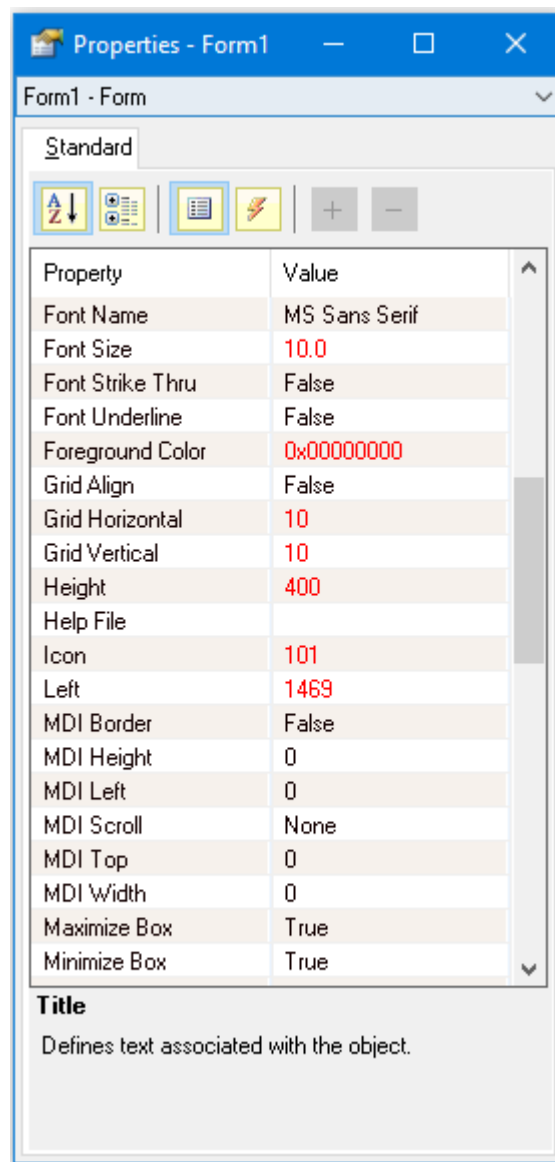 Properties - Form1
Form1 - Form
Standard
A Z
Property Value
Font Name MS Sans Serif
Font Size 10.0
Font Strike Thru False
Font Underline False
Foreground Color 0x00000000
Grid Align False
Grid Horizontal 10
Grid Vertical 10
Height 400
Help File
Icon 101
Left 1469
MDI Border False
MDI Height 0
MDI Left 0
MDI Scroll None
MDI Top 0
MDI Width 0
Maximize Box True
Minimize Box True
Title
Defines text associated with the object.